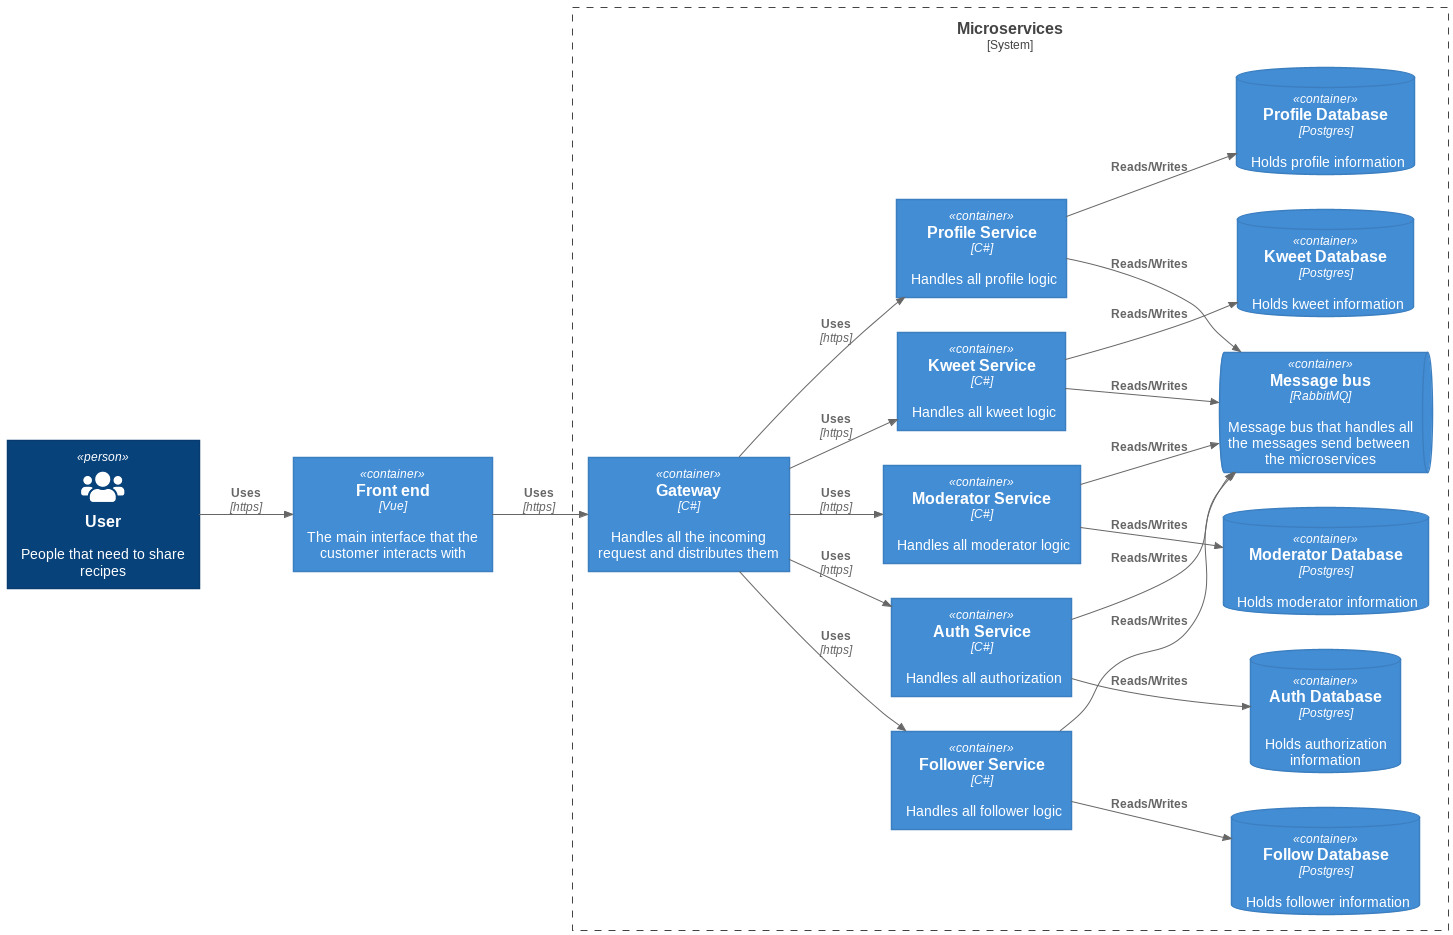 Microservices
[System]
«person»
User
People that need to share
recipes
Uses
[https]
«container»
Front end
[Vue]
The main interface that the
customer interacts with
Uses
[https]
«container»
Gateway
[C#]
Handles all the incoming
request and distributes them
Uses
[https]
Uses
[https]
Uses
[https]
Uses
[https]
Uses
[https]
«container»
Profile Service
[C#]
Handles all profile logic
«container»
Kweet Service
[C#]
Handles all kweet logic
«container»
Moderator Service
[C#]
Handles all moderator logic
«container»
Auth Service
[C#]
Handles all authorization
«container»
Follower Service
[C#]
Handles all follower logic
Reads/Writes
Reads/Writes
Reads/Writes
Reads/Writes
Reads/Writes
Reads/Writes
Reads/Writes
Reads/Writes
Reads/Writes
Reads/Writes
«container»
Profile Database
[Postgres]
Holds profile information
«container»
Kweet Database
[Postgres]
Holds kweet information
«container»
Message bus
[RabbitMQ]
Message bus that handles all
the messages send between
the microservices
«container»
Moderator Database
[Postgres]
Holds moderator information
«container»
Auth Database
[Postgres]
Holds authorization
information
«container»
Follow Database
[Postgres]
Holds follower information